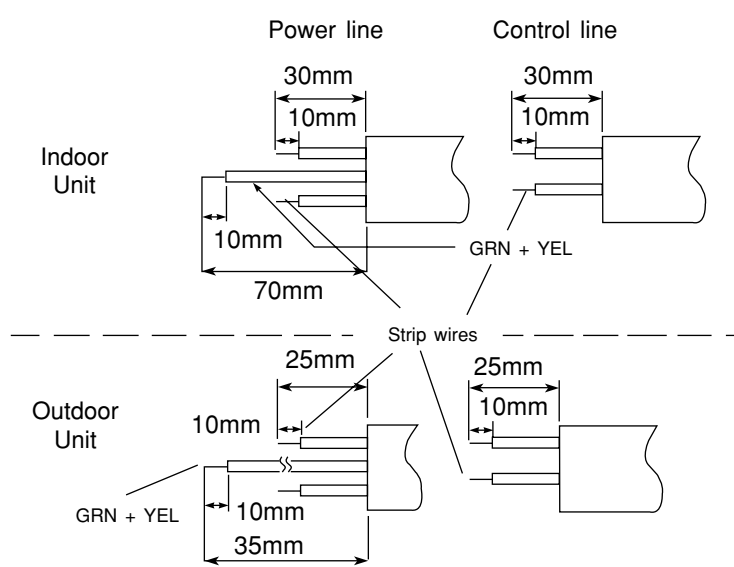 Power line Control line
30mm 30mm
10mm 10mm
Indoor
Unit
10mm
GRN + YEL
70mm
Strip wires
25mm 25mm
Outdoor
Unit
10mm 10mm
GRN + YEL
10mm
35mm